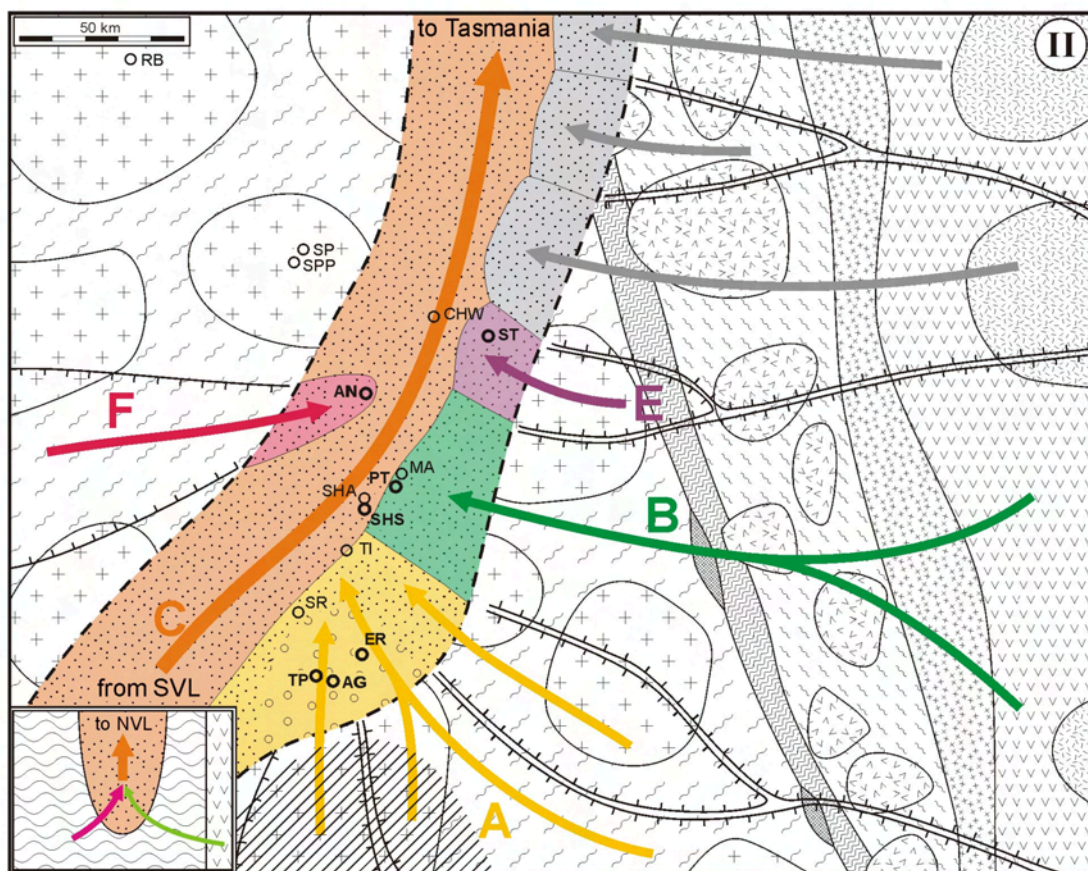 50 km
to Tasmania
II
RB
SP
SPP
CHW
ST
AN
F
E
MA
PT
SHA
SHS
B
TI
C
SR
ER
TP
AG
from SVL
to NVL
A